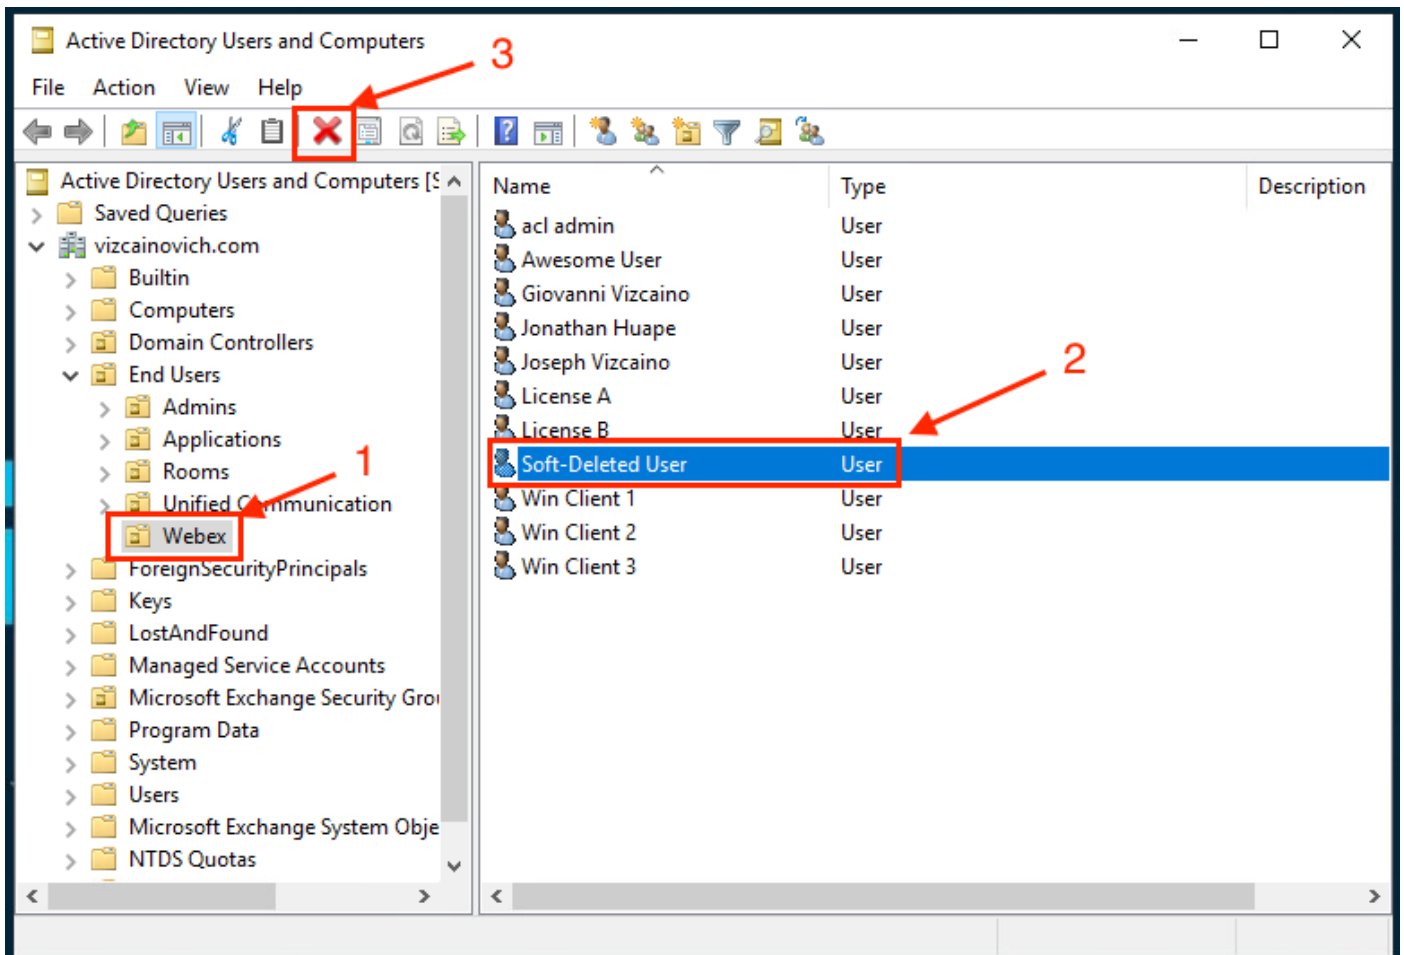 Active Directory Users and Computers
3
File Action View Help
Active Directory Users and Computers [S
Saved Queries
vizcainovich.com
Builtin
Computers
Domain Controllers
End Users
Admins
Applications
Rooms
1
Unified Communication
Webex
ForeignSecurityPrincipals
Keys
LostAndFound
Managed Service Accounts
Microsoft Exchange Security Grou
Program Data
System
Users
Microsoft Exchange System Obje
NTDS Quotas
Name Type Description
acl admin User
Awesome User User
Giovanni Vizcaino User
Jonathan Huape User
Joseph Vizcaino User
2
License A User
License B User
Soft-Deleted User User
Win Client 1 User
Win Client 2 User
Win Client 3 User